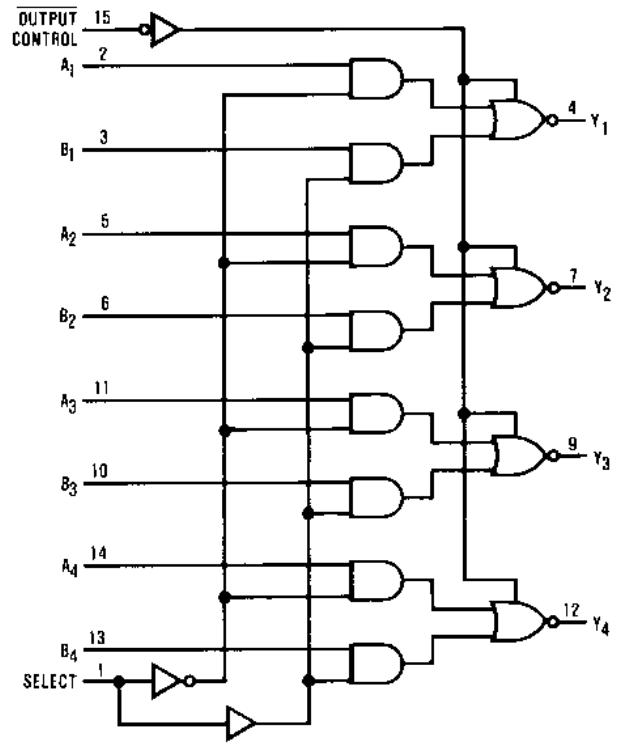 OUTPUT 15
CONTROL
A1 2
4 Y1
B1 3
A2 5
7 Y2
B2 6
A3 11
9 Y3
B3 10
A4 14
12 Y4
B4 13
SELECT 1